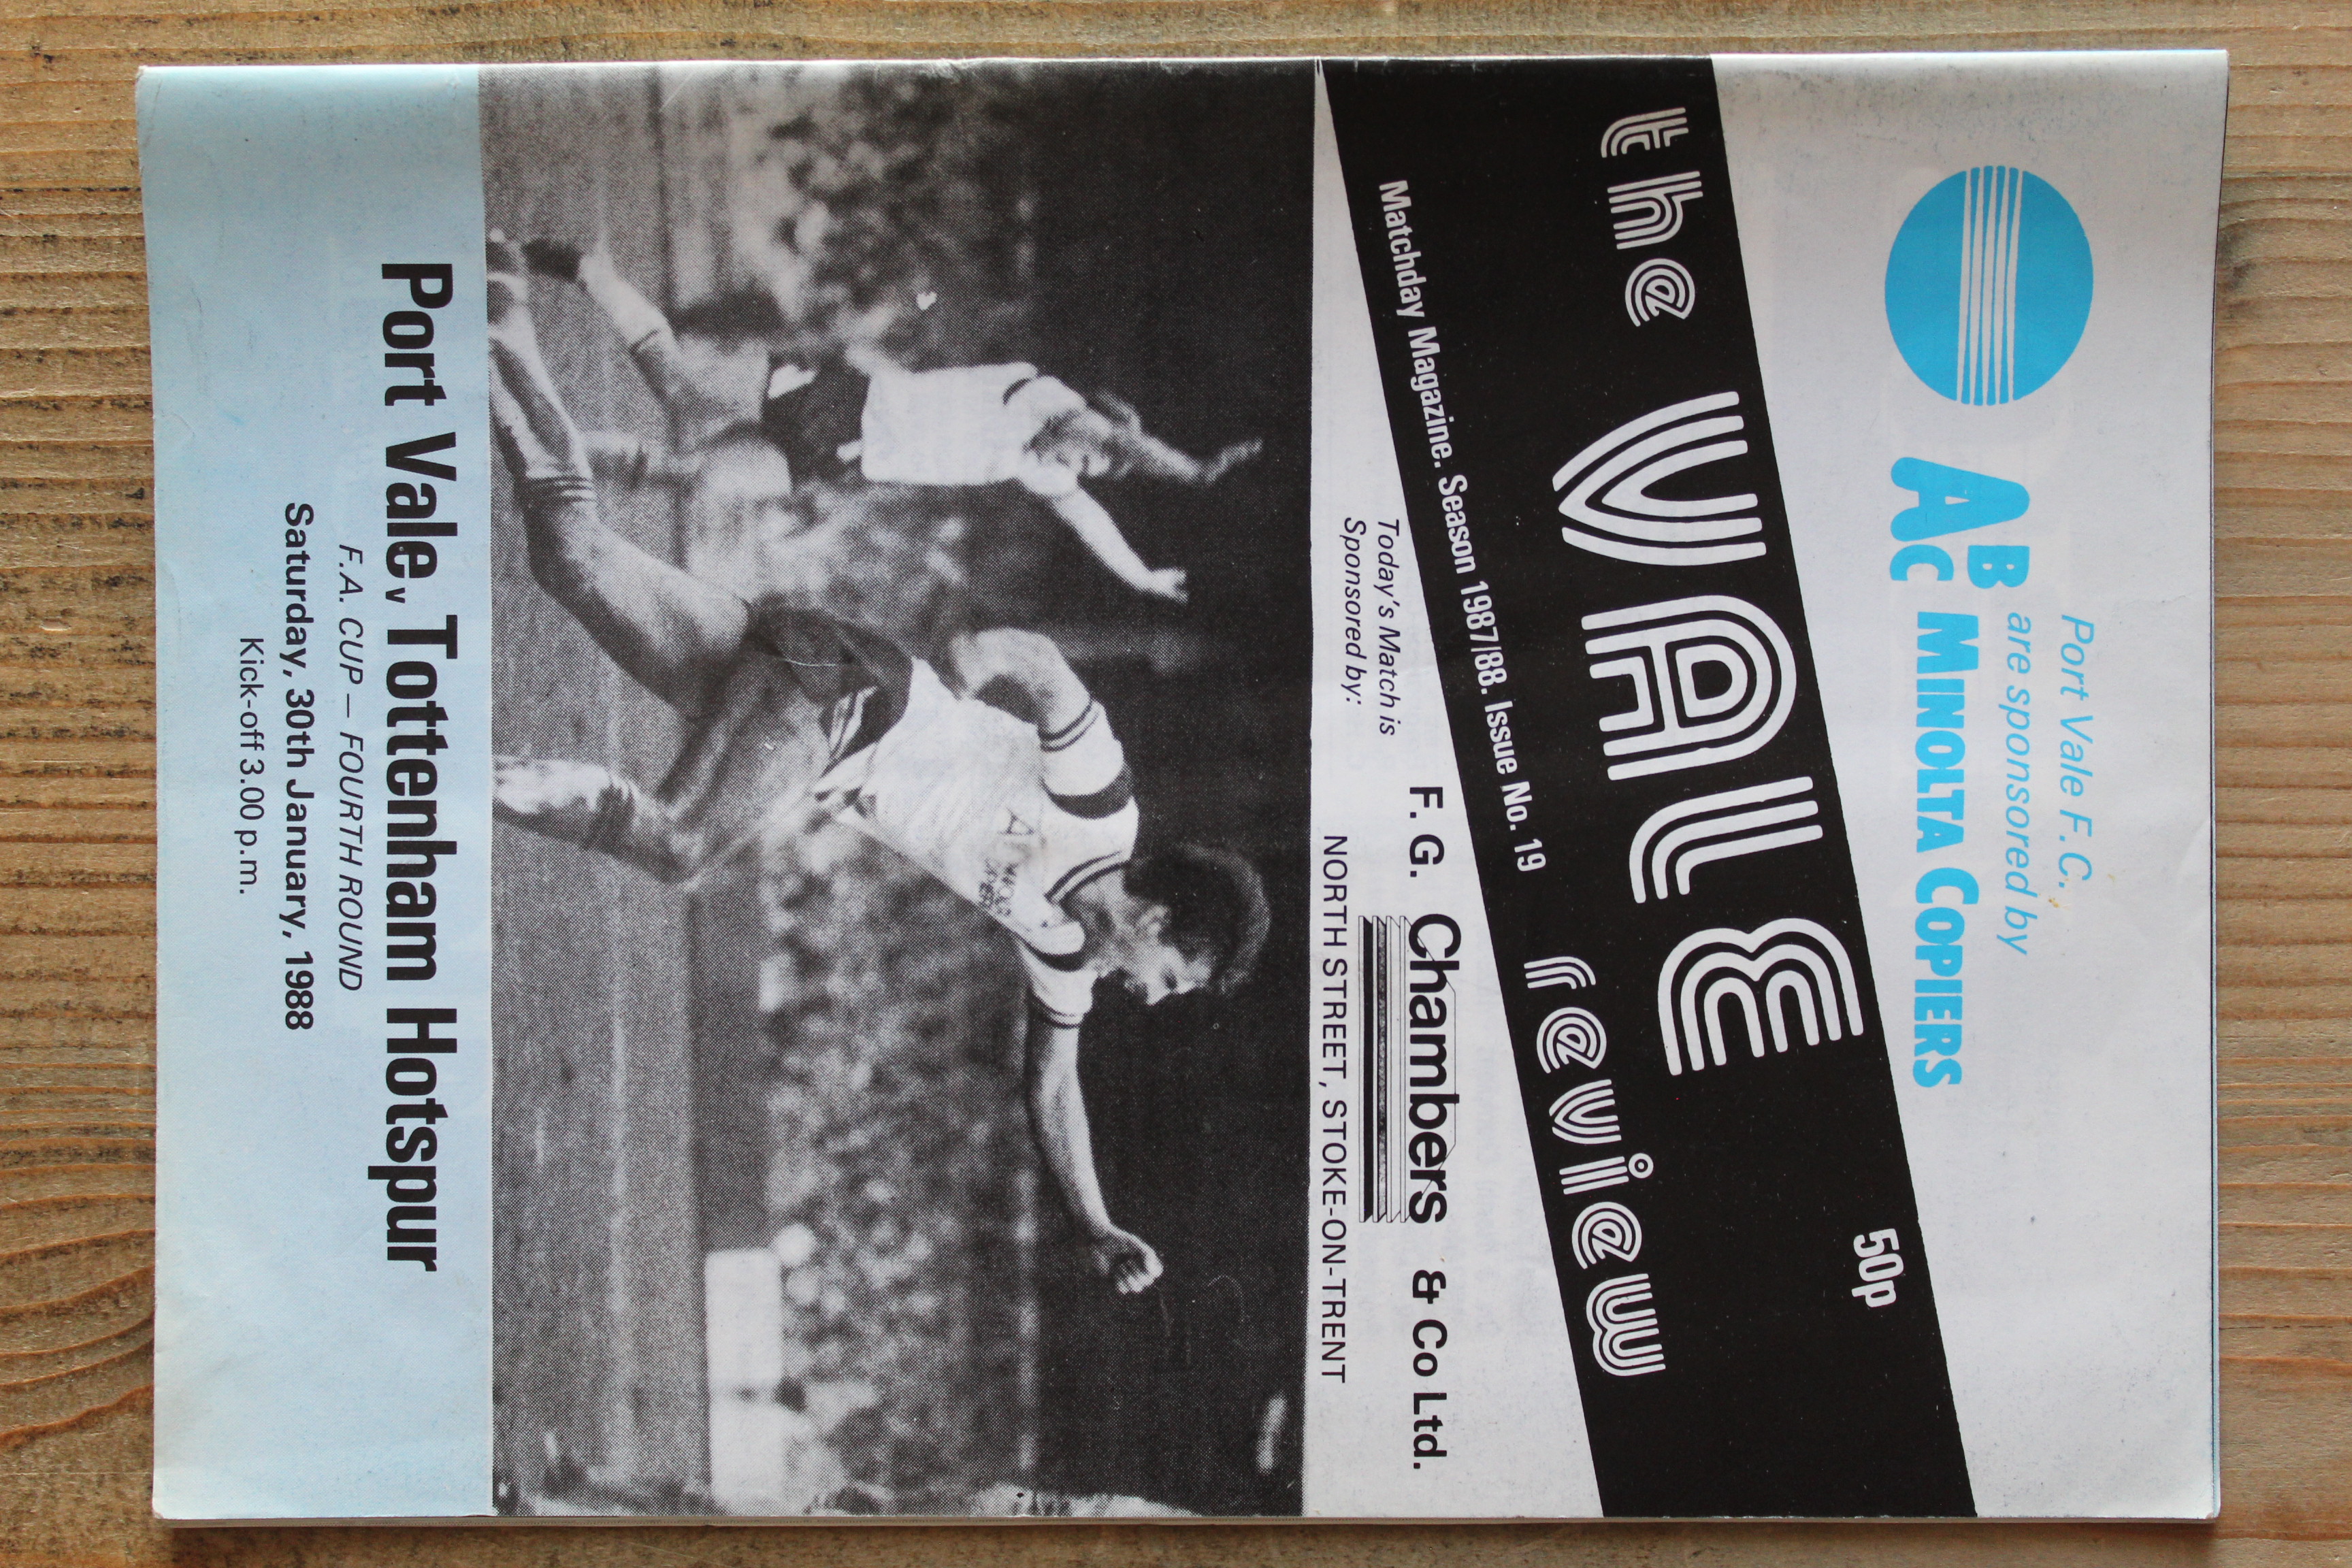 Port Vale F.C.
are sponsored by
ABC MINOLTA COPIERS
50p
the VALE review
Matchday Magazine. Season 1987/88. Issue No. 19
Today's Match is
Sponsored by:
F. G. Chambers & Co Ltd.
NORTH STREET, STOKE-ON-TRENT
Port Vale v Tottenham Hotspur
F.A. CUP – FOURTH ROUND
Saturday, 30th January, 1988
Kick-off 3.00 p.m.